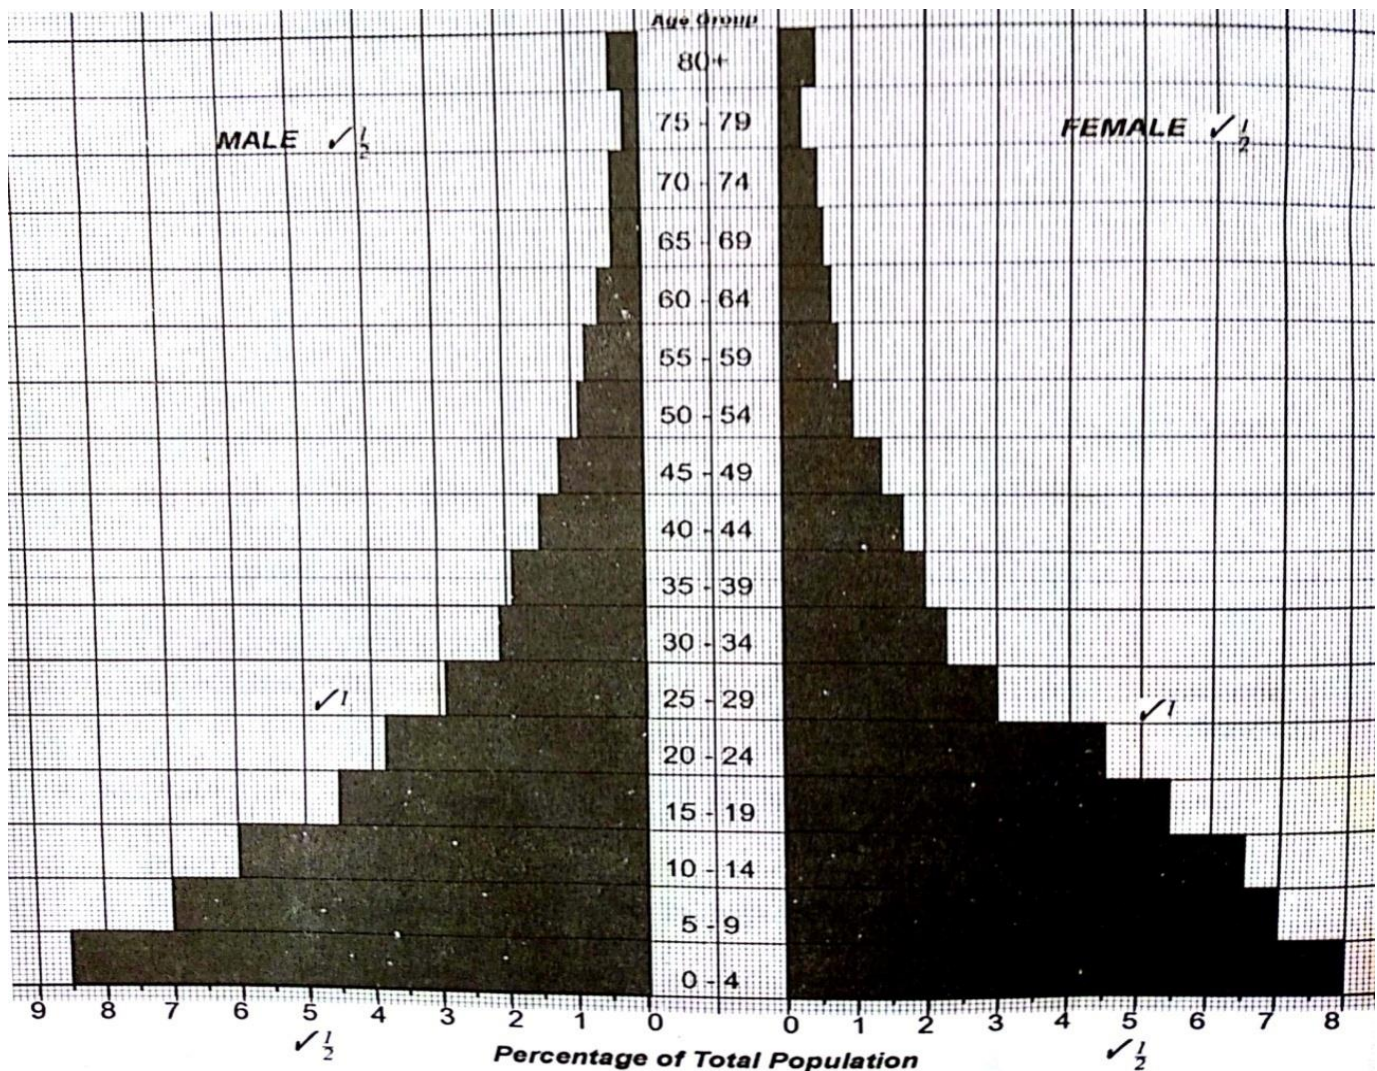 Age Group
80+
75 - 79
MALE ✓ 1/2
FEMALE ✓ 1/2
70 - 74
65 - 69
60 - 64
55 - 59
50 - 54
45 - 49
40 - 44
35 - 39
30 - 34
25 - 29
✓ 1
✓ 1
20 - 24
15 - 19
10 - 14
5 - 9
0 - 4
9 8 7 6 5 4 3 2 1 0 0 1 2 3 4 5 6 7 8
✓ 1/2
✓ 1/2
Percentage of Total Population